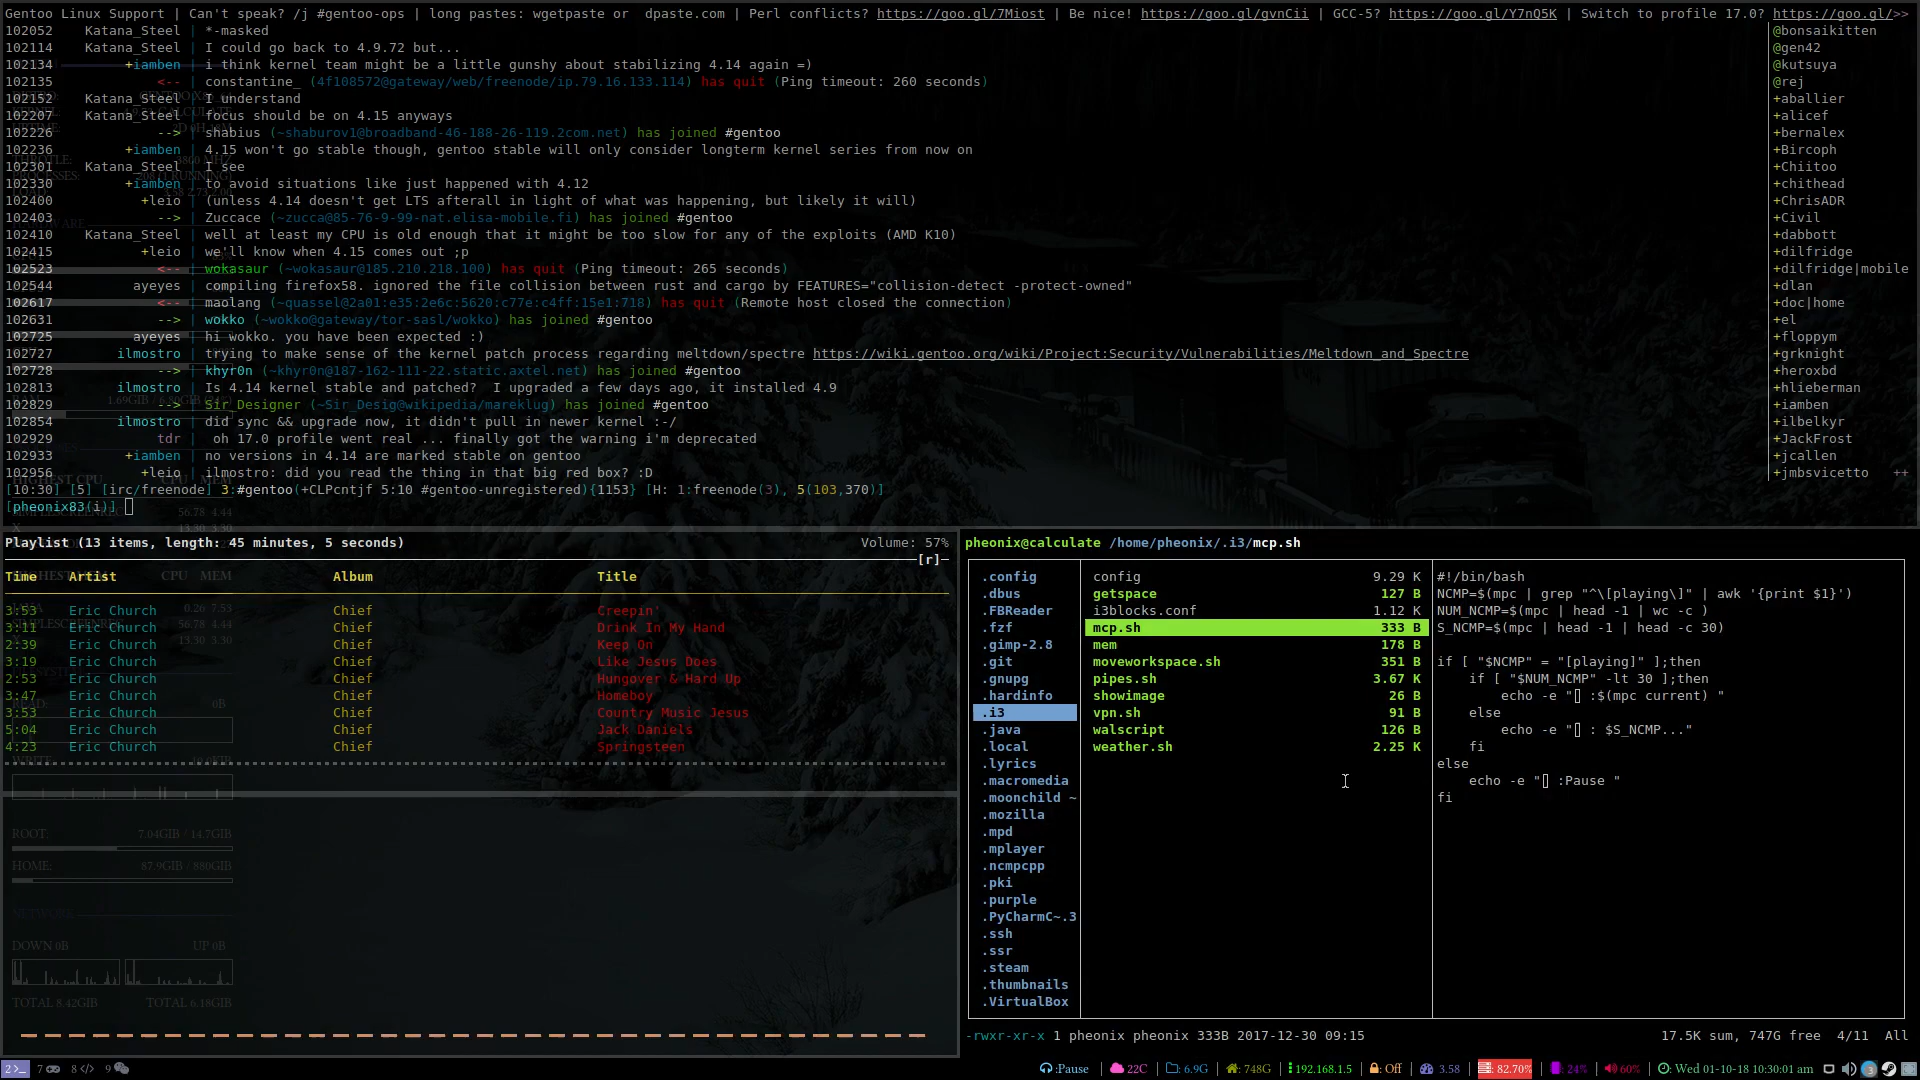 Gentoo Linux Support | Can't speak? /j #gentoo-ops | long pastes: wgetpaste or  dpaste.com | Perl conflicts? https://goo.gl/7Miost | Be nice! https://goo.gl/gvnCii | GCC-5? https://goo.gl/Y7nQ5K | Switch to profile 17.0? https://goo.gl/>>
102052 Katana_Steel | *-masked
102114 Katana_Steel | I could go back to 4.9.72 but...
102134 +iamben | i think kernel team might be a little gunshy about stabilizing 4.14 again =)
102135 <-- | constantine_ (4f108572@gateway/web/freenode/ip.79.16.133.114) has quit (Ping timeout: 260 seconds)
102152 Katana_Steel | I understand
102207 Katana_Steel | focus should be on 4.15 anyways
102226 --> | shabius (~shaburov1@broadband-46-188-26-119.2com.net) has joined #gentoo
102236 +iamben | 4.15 won't go stable though, gentoo stable will only consider longterm kernel series from now on
102301 Katana_Steel | I see
102330 +iamben | to avoid situations like just happened with 4.12
102400 +leio | (unless 4.14 doesn't get LTS afterall in light of what was happening, but likely it will)
102403 --> | Zuccace (~zucca@85-76-9-99-nat.elisa-mobile.fi) has joined #gentoo
102410 Katana_Steel | well at least my CPU is old enough that it might be too slow for any of the exploits (AMD K10)
102415 +leio | we'll know when 4.15 comes out ;p
102523 <-- | wokasaur (~wokasaur@185.210.218.100) has quit (Ping timeout: 265 seconds)
102544 ayeyes | compiling firefox58. ignored the file collision between rust and cargo by FEATURES="collision-detect -protect-owned"
102617 <-- | maolang (~quassel@2a01:e35:2e6c:5620:c77e:c4ff:15e1:718) has quit (Remote host closed the connection)
102631 --> | wokko (~wokko@gateway/tor-sasl/wokko) has joined #gentoo
102725 ayeyes | hi wokko. you have been expected :)
102727 ilmostro | trying to make sense of the kernel patch process regarding meltdown/spectre https://wiki.gentoo.org/wiki/Project:Security/Vulnerabilities/Meltdown_and_Spectre
102728 --> | khyr0n (~khyr0n@187-162-111-22.static.axtel.net) has joined #gentoo
102813 ilmostro | Is 4.14 kernel stable and patched?  I upgraded a few days ago, it installed 4.9
102829 --> | Sir_Designer (~Sir_Desig@wikipedia/mareklug) has joined #gentoo
102854 ilmostro | did sync && upgrade now, it didn't pull in newer kernel :-/
102929 tdr |  oh 17.0 profile went real ... finally got the warning i'm deprecated
102933 +iamben | no versions in 4.14 are marked stable on gentoo
102956 +leio | ilmostro: did you read the thing in that big red box? :D
[10:30] [5] [irc/freenode] 3:#gentoo(+CLPcntjf 5:10 #gentoo-unregistered){1153} [H: 1:freenode(3), 5(103,370)]
[pheonix83(i)]
@bonsaikitten
@gen42
@kutsuya
@rej
+aballier
+alicef
+bernalex
+Bircoph
+Chiitoo
+chithead
+ChrisADR
+Civil
+dabbott
+dilfridge
+dilfridge|mobile
+dlan
+doc|home
+el
+floppym
+grknight
+heroxbd
+hlieberman
+iamben
+ilbelkyr
+JackFrost
+jcallen
+jmbsvicetto ++
Playlist (13 items, length: 45 minutes, 5 seconds) Volume: 57%
[r]
Time Artist Album Title
3:53 Eric Church Chief Creepin'
3:11 Eric Church Chief Drink In My Hand
2:39 Eric Church Chief Keep On
3:19 Eric Church Chief Like Jesus Does
2:53 Eric Church Chief Hungover & Hard Up
3:47 Eric Church Chief Homeboy
3:53 Eric Church Chief Country Music Jesus
5:04 Eric Church Chief Jack Daniels
4:23 Eric Church Chief Springsteen
ROOT: 7.04GIB / 14.7GIB
HOME: 87.9GIB / 880GIB
NETWORK
DOWN 0B UP 0B
TOTAL 8.42GIB TOTAL 6.18GIB
pheonix@calculate /home/pheonix/.i3/mcp.sh
.config
.dbus
.FBReader
.fzf
.gimp-2.8
.git
.gnupg
.hardinfo
.i3
.java
.local
.lyrics
.macromedia
.moonchild ~
.mozilla
.mpd
.mplayer
.ncmpcpp
.pki
.purple
.PyCharmC~.3
.ssh
.ssr
.steam
.thumbnails
.VirtualBox
config 9.29 K
getspace 127 B
i3blocks.conf 1.12 K
mcp.sh 333 B
mem 178 B
moveworkspace.sh 351 B
pipes.sh 3.67 K
showimage 26 B
vpn.sh 91 B
walscript 126 B
weather.sh 2.25 K
#!/bin/bash
NCMP=$(mpc | grep "^\[playing\]" | awk '{print $1}')
NUM_NCMP=$(mpc | head -1 | wc -c )
S_NCMP=$(mpc | head -1 | head -c 30)
if [ "$NCMP" = "[playing]" ];then
if [ "$NUM_NCMP" -lt 30 ];then
echo -e " :$(mpc current) "
else
echo -e " : $S_NCMP..."
fi
else
echo -e " :Pause "
fi
-rwxr-xr-x 1 pheonix pheonix 333B 2017-12-30 09:15 17.5K sum, 747G free  4/11  All
2 7 8 9 :Pause | 22C | : 6.9G | : 748G | :192.168.1.5 | : Off | : 3.58 | : 82.70% | : 24% | :60% | : Wed 01-10-18 10:30:01 am